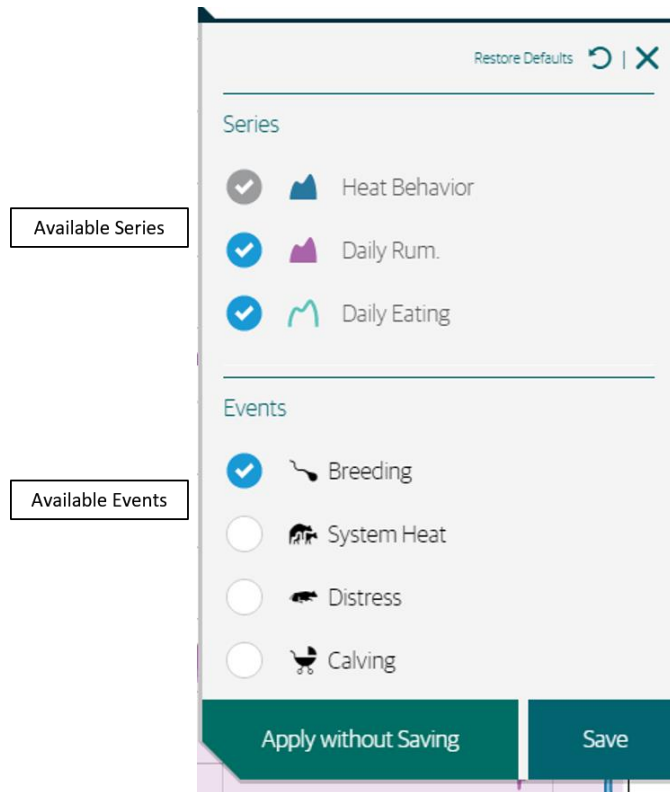 Restore Defaults
Series
Heat Behavior
Available Series
Daily Rum.
Daily Eating
Events
Breeding
Available Events
System Heat
Distress
Calving
Apply without Saving
Save